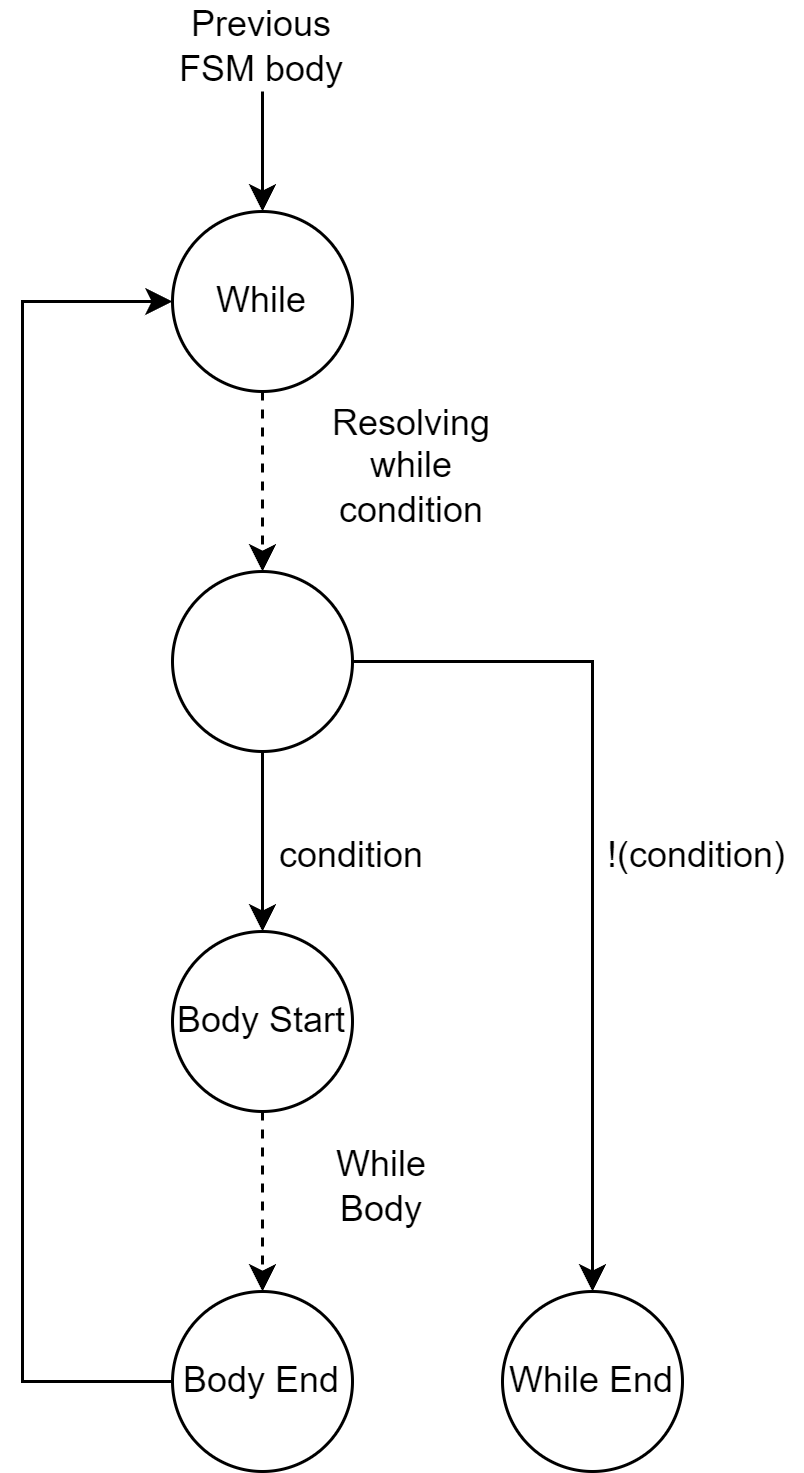 Previous
FSM body
While
Resolving
while
condition
condition
!(condition)
Body Start
While
Body
Body End
While End